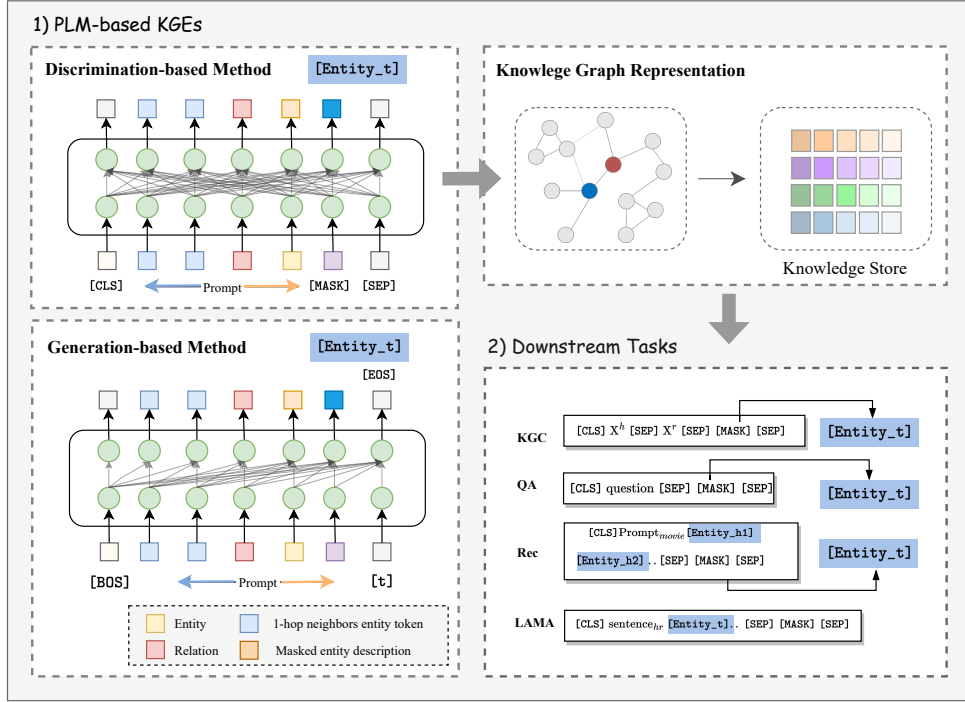 1) PLM-based KGEs
Discrimination-based Method
[Entity_t]
[CLS]
Prompt
[MASK]
[SEP]
Generation-based Method
[Entity_t]
[EOS]
[BOS]
Prompt
[t]
Entity
1-hop neighbors entity token
Relation
Masked entity description
Knowlege Graph Representation
Knowledge Store
2) Downstream Tasks
KGC
[CLS] X^h [SEP] X^r [SEP] [MASK] [SEP]
[Entity_t]
QA
[CLS] question [SEP] [MASK] [SEP]
[Entity_t]
Rec
[CLS]Prompt_movie [Entity_h1]
[Entity_h2].. [SEP] [MASK] [SEP]
[Entity_t]
LAMA
[CLS] sentence_hr [Entity_t].. [SEP] [MASK] [SEP]